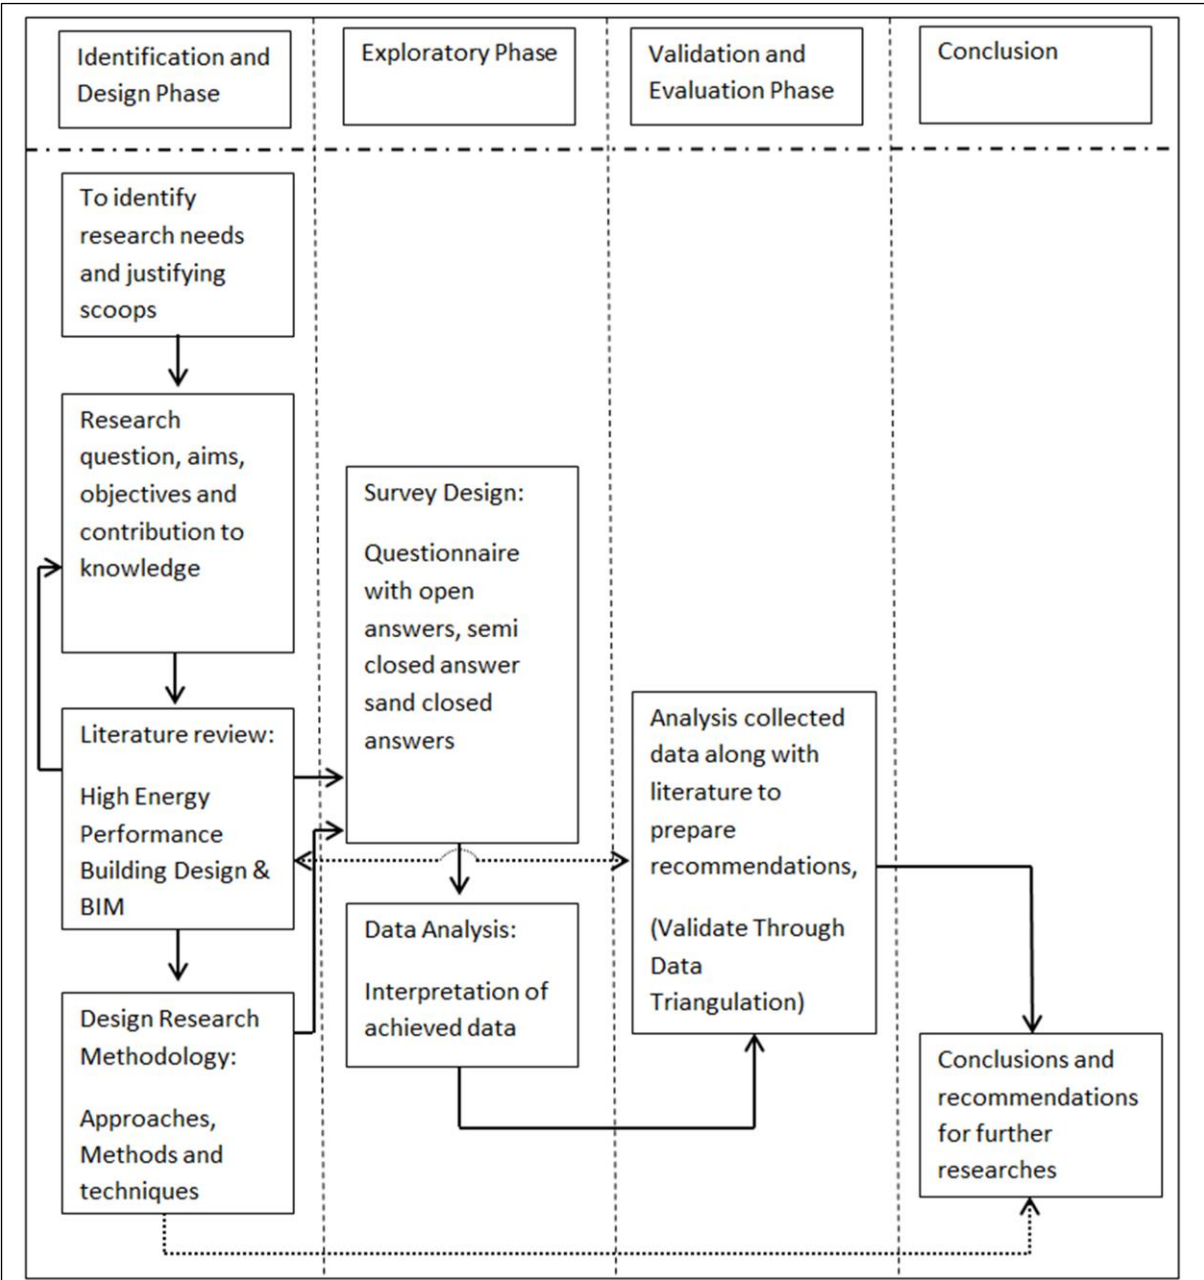 Identification and
Design Phase
Exploratory Phase
Validation and
Evaluation Phase
Conclusion
To identify
research needs
and justifying
scoops
Research
question, aims,
objectives and
contribution to
knowledge
Literature review:
High Energy
Performance
Building Design &
BIM
Design Research
Methodology:
Approaches,
Methods and
techniques
Survey Design:
Questionnaire
with open
answers, semi
closed answer
sand closed
answers
Data Analysis:
Interpretation of
achieved data
Analysis collected
data along with
literature to
prepare
recommendations,
(Validate Through
Data
Triangulation)
Conclusions and
recommendations
for further
researches